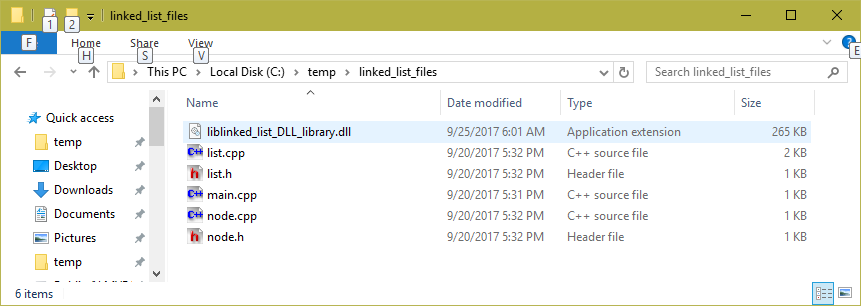 linked_list_files
1 2
F Home Share View
H S V E
This PC Local Disk (C:) temp linked_list_files Search linked_list_files
Name Date modified Type Size
Quick access
temp
Desktop
Downloads
Documents
Pictures
temp
liblinked_list_DLL_library.dll 9/25/2017 6:01 AM Application extension 265 KB
list.cpp 9/20/2017 5:32 PM C++ source file 2 KB
list.h 9/20/2017 5:32 PM Header file 1 KB
main.cpp 9/20/2017 5:31 PM C++ source file 1 KB
node.cpp 9/20/2017 5:32 PM C++ source file 1 KB
node.h 9/20/2017 5:32 PM Header file 1 KB
6 items